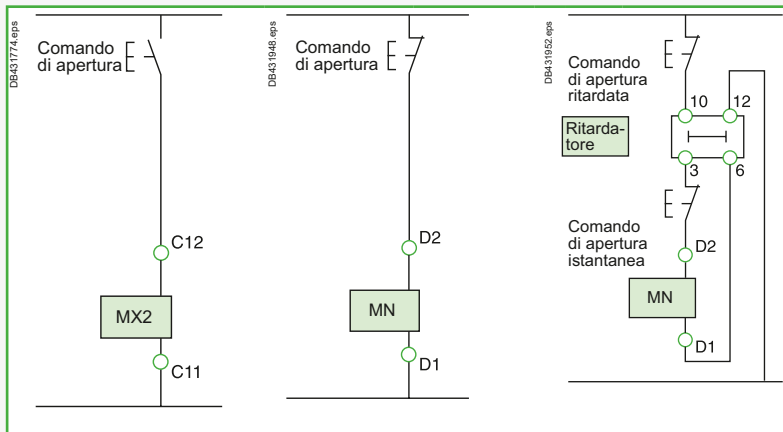 DB431774.eps
Comando
di apertura
C12
MX2
C11
DB431948.eps
Comando
di apertura
D2
MN
D1
DB431952.eps
Comando
di apertura
ritardata
10
12
Ritarda-
tore
3
6
Comando
di apertura
istantanea
D2
MN
D1